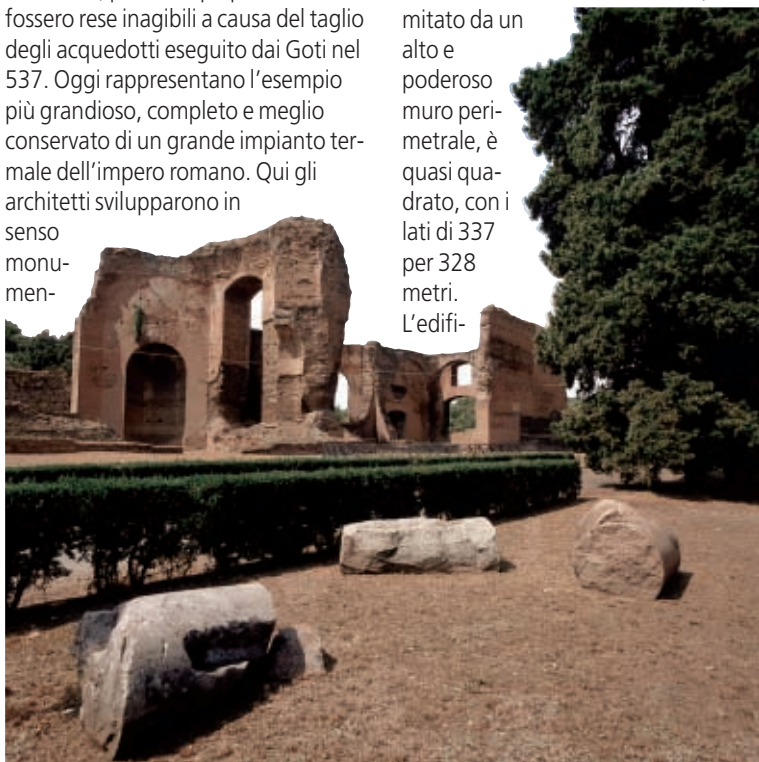 fossero rese inagibili a causa del taglio
degli acquedotti eseguito dai Goti nel
537. Oggi rappresentano l'esempio
più grandioso, completo e meglio
conservato di un grande impianto ter-
male dell'impero romano. Qui gli
architetti svilupparono in
senso
monu-
men-
mitato da un
alto e
poderoso
muro peri-
metrale, è
quasi qua-
drato, con i
lati di 337
per 328
metri.
L'edifi-